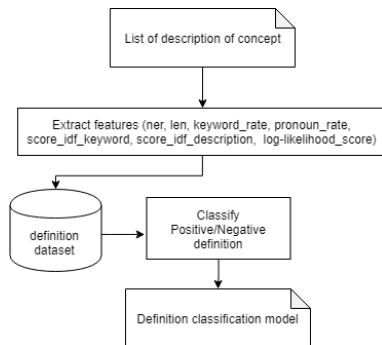 List of description of concept
Extract features (ner, len, keyword_rate, pronoun_rate,
score_idf_keyword, score_idf_description, log-likelihood_score)
definition
dataset
Classify
Positive/Negative
definition
Definition classification model